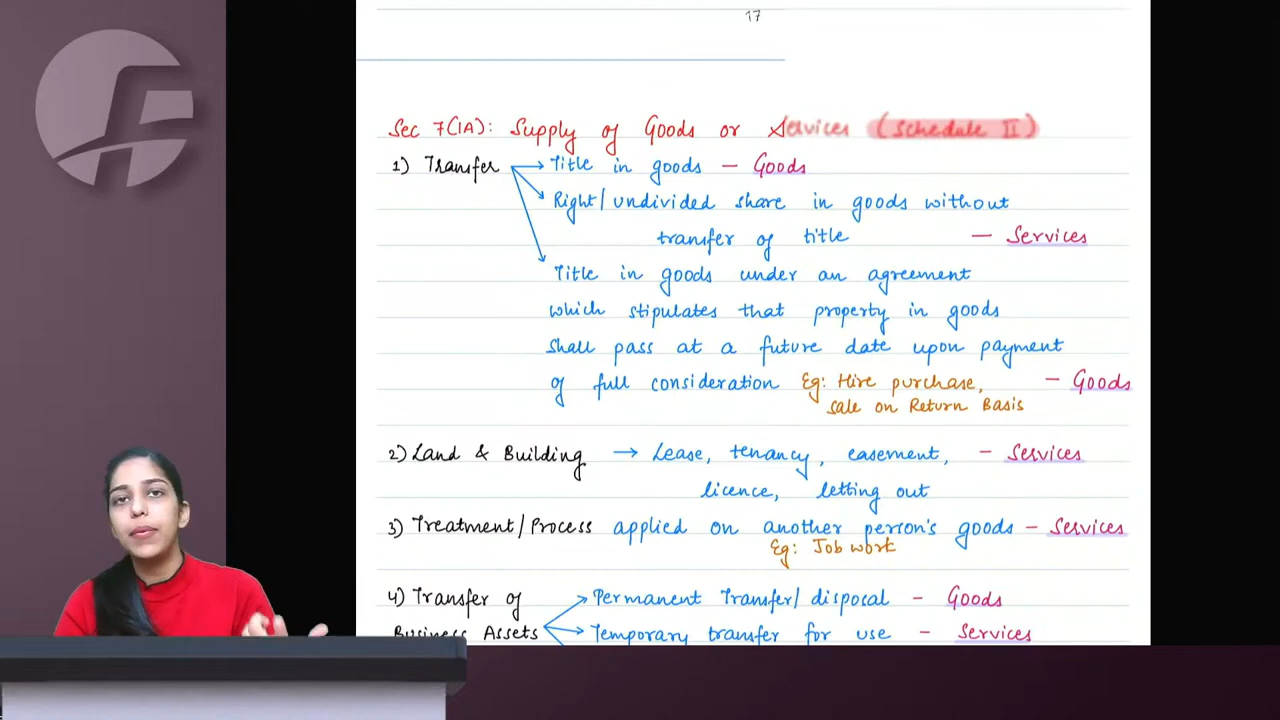 17
Sec 7(1A): Supply of Goods or Services (Schedule II)
1) Transfer → Title in goods - Goods
Right/undivided share in goods without
transfer of title - Services
Title in goods under an agreement
which stipulates that property in goods
shall pass at a future date upon payment
of full consideration Eg: Hire purchase, - Goods
sale on Return Basis
2) Land & Building → Lease, tenancy, easement, - Services
licence, letting out
3) Treatment/Process applied on another person's goods - Services
Eg: Job work
4) Transfer of Permanent Transfer/disposal - Goods
Business Assets Temporary transfer for use - Services